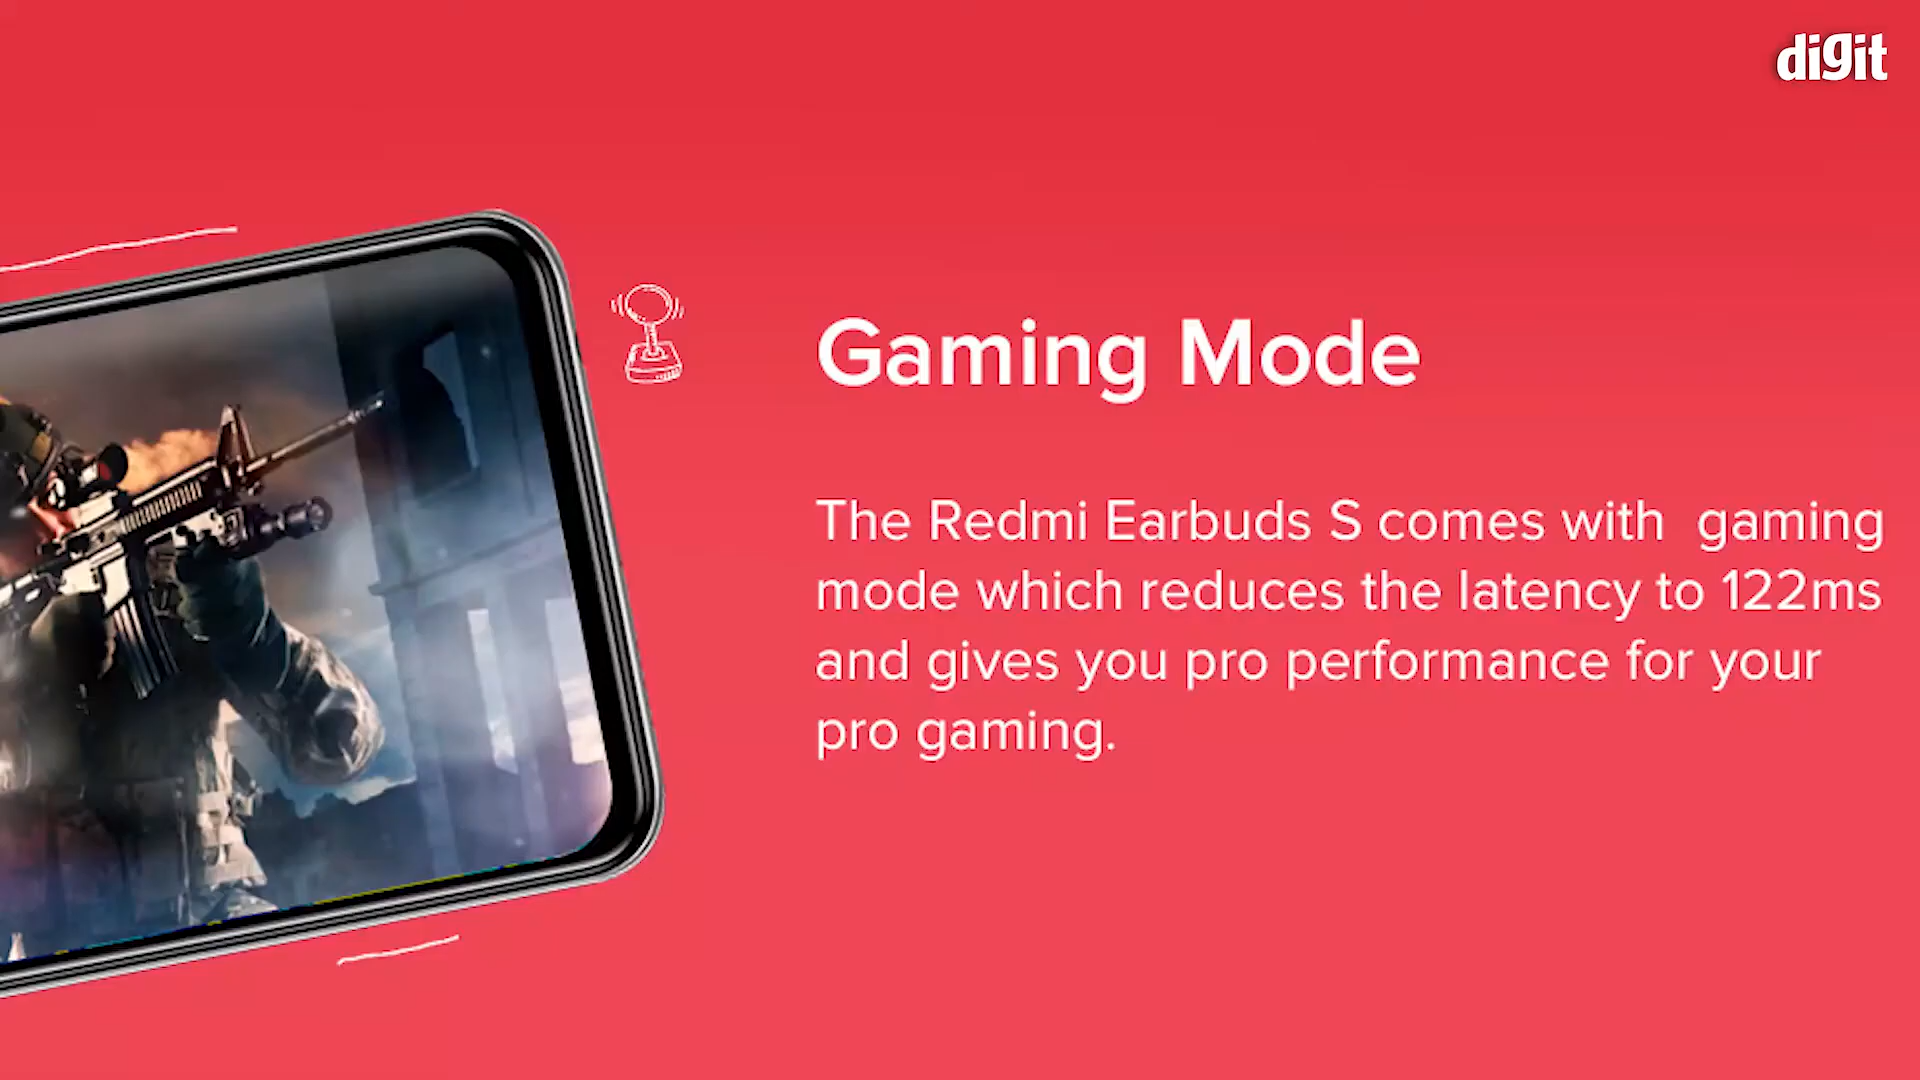 digit
Gaming Mode
The Redmi Earbuds S comes with  gaming
mode which reduces the latency to 122ms
and gives you pro performance for your
pro gaming.